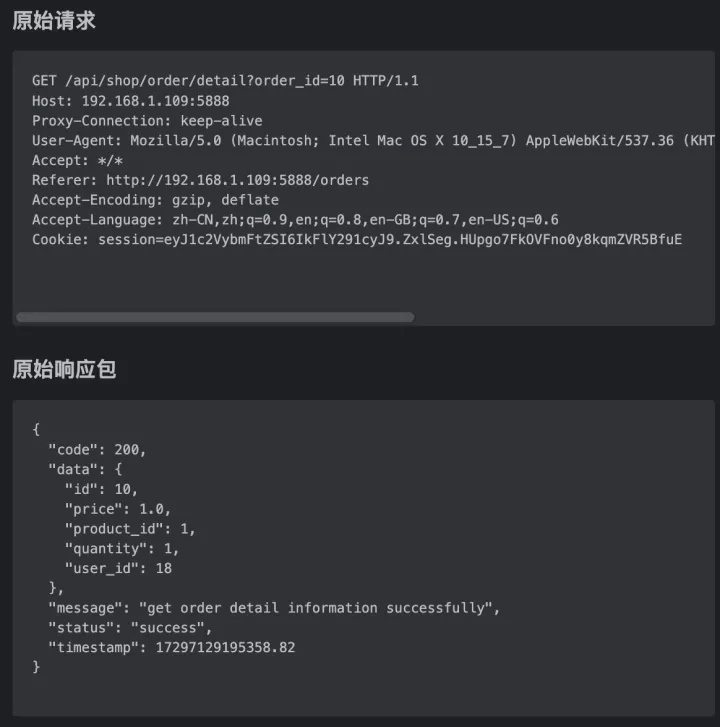 原始请求
GET /api/shop/order/detail?order_id=10 HTTP/1.1
Host: 192.168.1.109:5888
Proxy-Connection: keep-alive
User-Agent: Mozilla/5.0 (Macintosh; Intel Mac OS X 10_15_7) AppleWebKit/537.36 (KHT
Accept: */*
Referer: http://192.168.1.109:5888/orders
Accept-Encoding: gzip, deflate
Accept-Language: zh-CN,zh;q=0.9,en;q=0.8,en-GB;q=0.7,en-US;q=0.6
Cookie: session=eyJ1c2VybmFtZSI6IkFlY291cyJ9.ZxlSeg.HUpgo7FkOVFno0y8kqmZVR5BfuE
原始响应包
{
  "code": 200,
  "data": {
    "id": 10,
    "price": 1.0,
    "product_id": 1,
    "quantity": 1,
    "user_id": 18
  },
  "message": "get order detail information successfully",
  "status": "success",
  "timestamp": 17297129195358.82
}